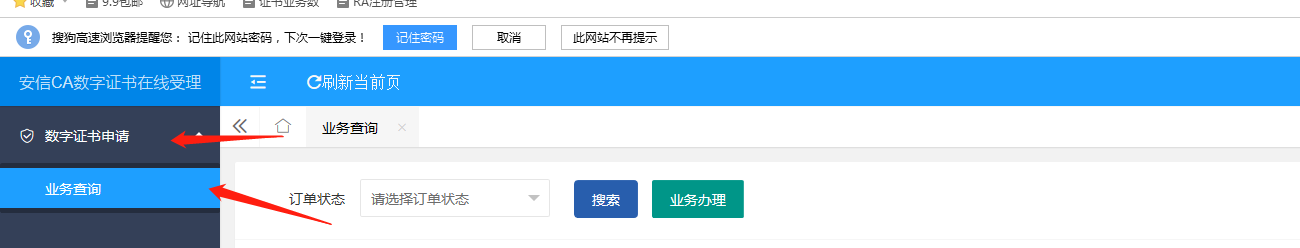 收藏 9.9包邮 网址导航 证书业务数 RA注册管理
搜狗高速浏览器提醒您： 记住此网站密码，下次一键登录！ 记住密码 取消 此网站不再提示
安信CA数字证书在线受理 刷新当前页
数字证书申请 业务查询
业务查询
订单状态 请选择订单状态 搜索 业务办理